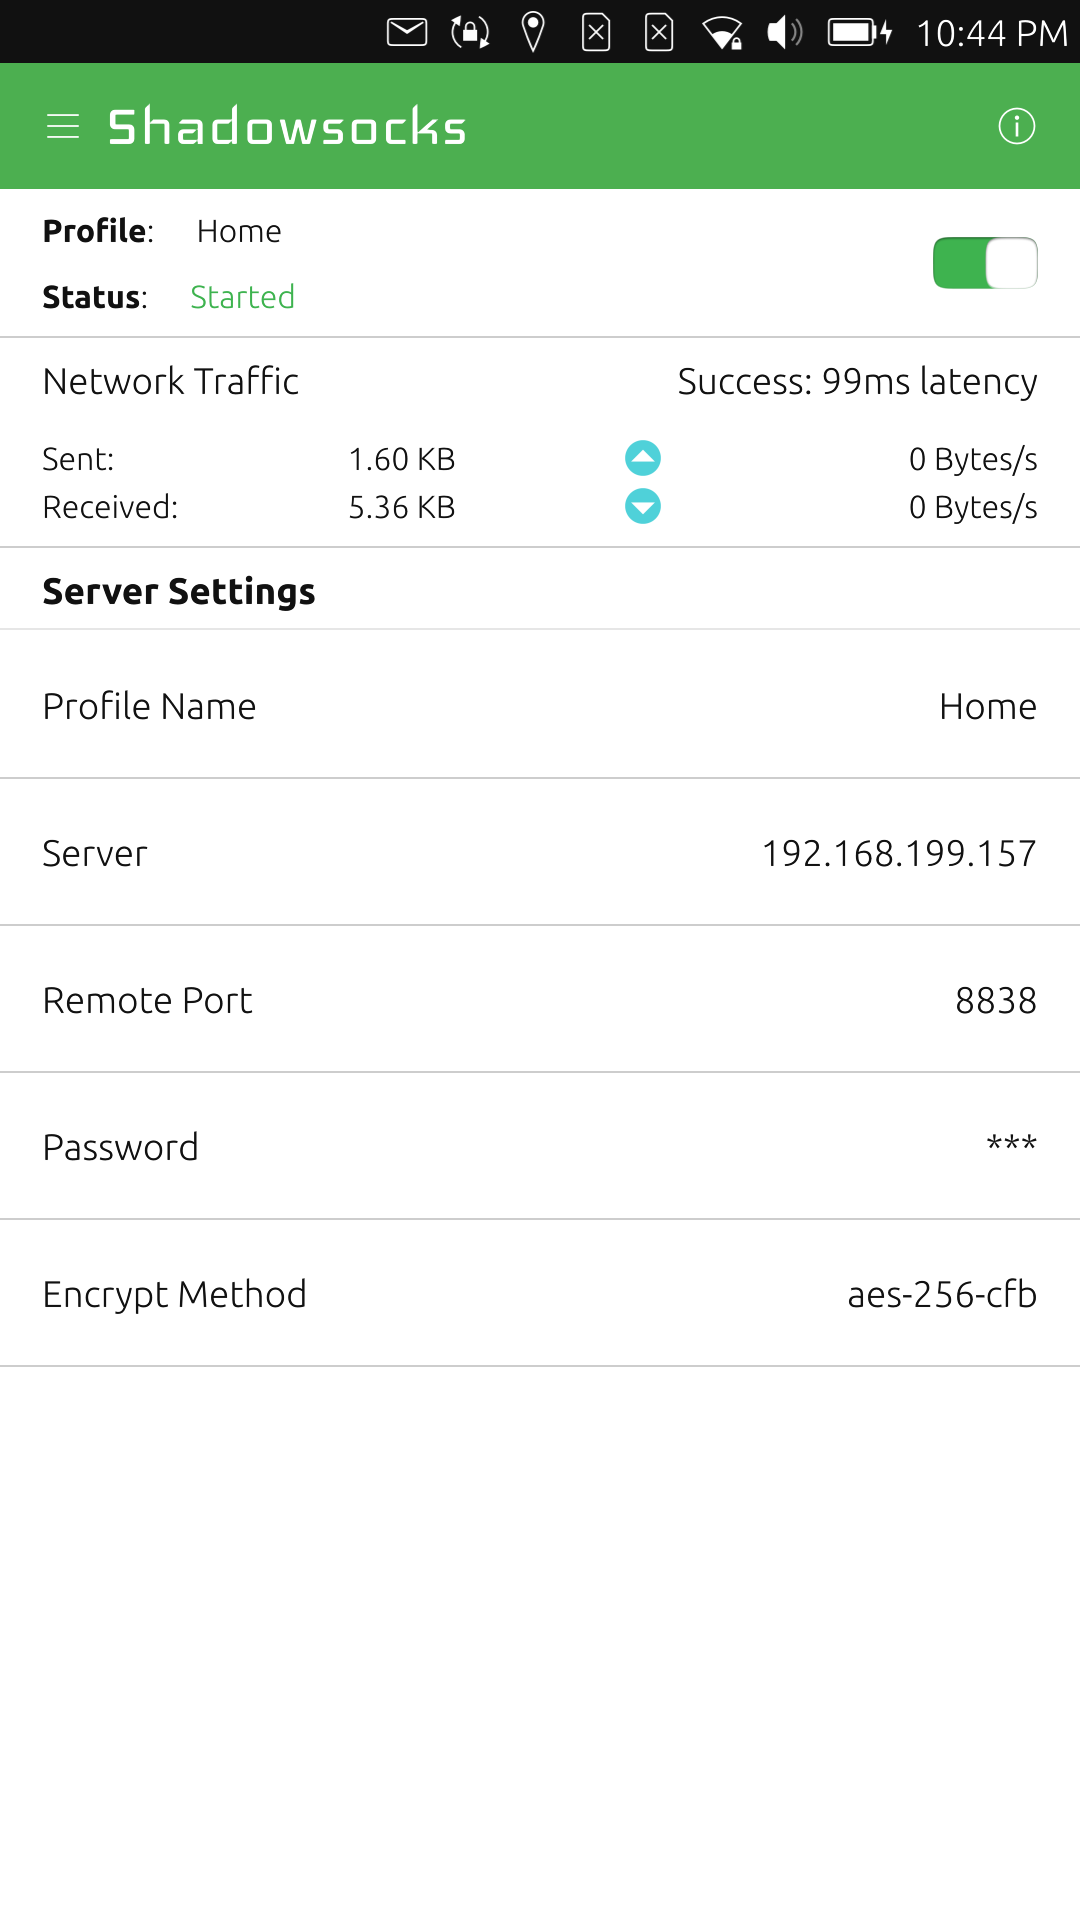 10:44 PM
Shadowsocks
Profile: Home
Status: Started
Network Traffic Success: 99ms latency
Sent: 1.60 KB 0 Bytes/s
Received: 5.36 KB 0 Bytes/s
Server Settings
Profile Name Home
Server 192.168.199.157
Remote Port 8838
Password ***
Encrypt Method aes-256-cfb